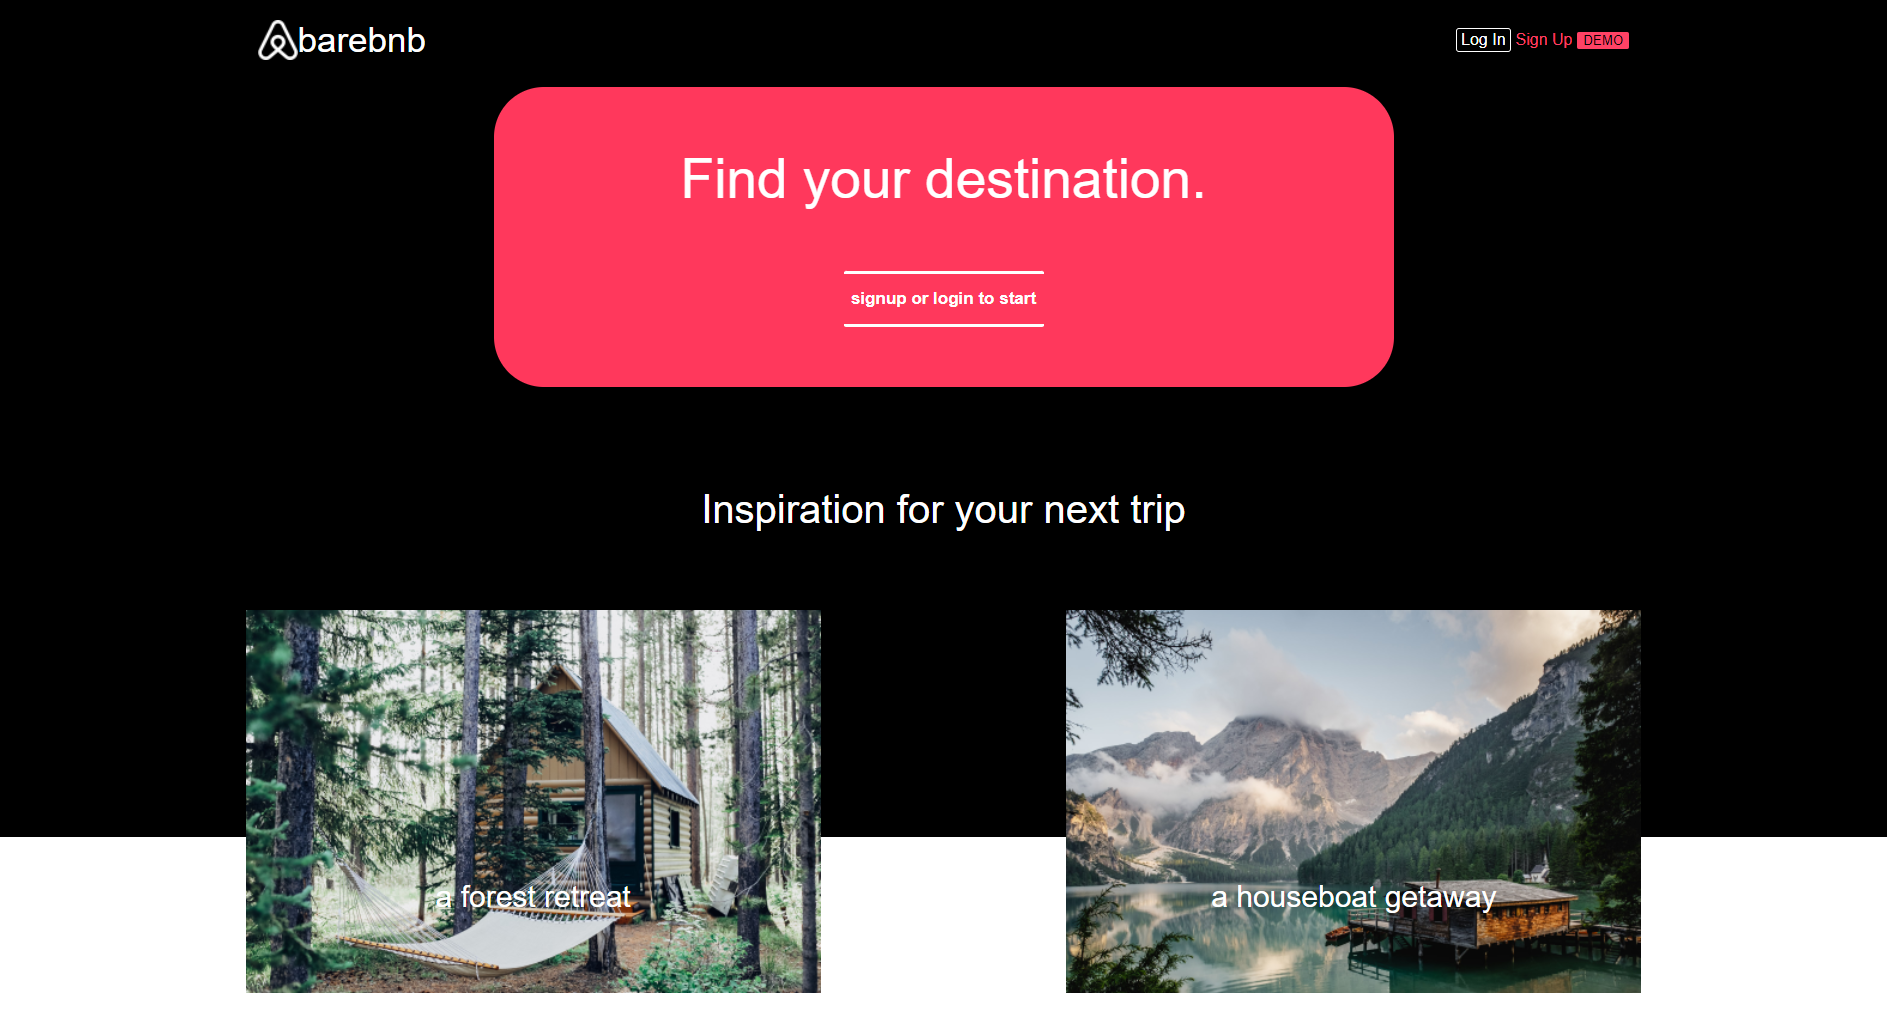 barebnb
Log In Sign Up DEMO
Find your destination.
signup or login to start
Inspiration for your next trip
a forest retreat
a houseboat getaway